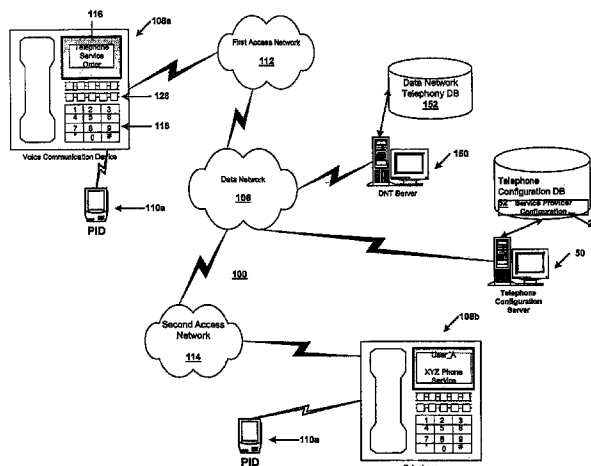 116
108a
Telephone
Service
Order
First Access Network
112
128
118
1 2 3
4 5 6
7 8 9
* 0 #
Voice Communication Device
110a
PID
Data Network
106
Data Network
Telephony DB
152
150
DNT Server
Telephone
Configuration DB
52 Service Provider
Configuration
50
Telephone
Configuration
Server
100
Second Access
Network
114
108b
User_A
XYZ Phone
Service
1 2 3
4 5 6
7 8 9
* 0 #
110a
PID